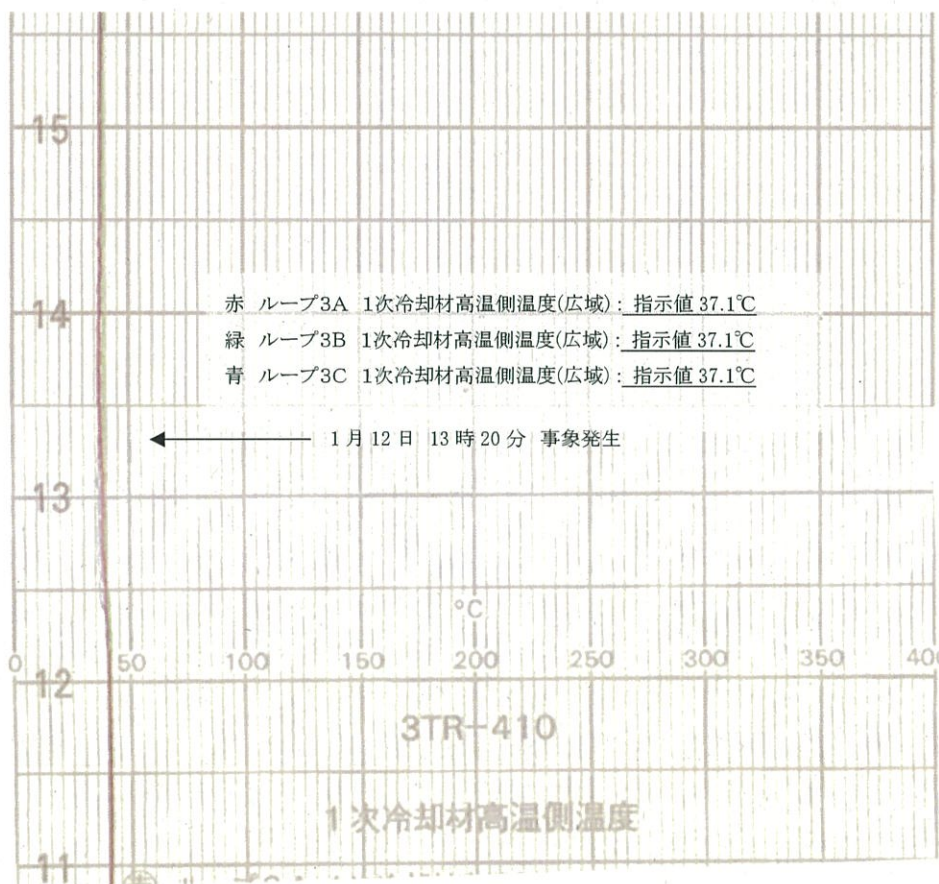 15
14
赤 ループ3A 1次冷却材高温側温度(広域): 指示値 37.1℃
緑 ループ3B 1次冷却材高温側温度(広域): 指示値 37.1℃
青 ループ3C 1次冷却材高温側温度(広域): 指示値 37.1℃
1月12日 13時20分 事象発生
13
℃
0 50 100 150 200 250 300 350 400
12
3TR-410
1次冷却材高温側温度
11